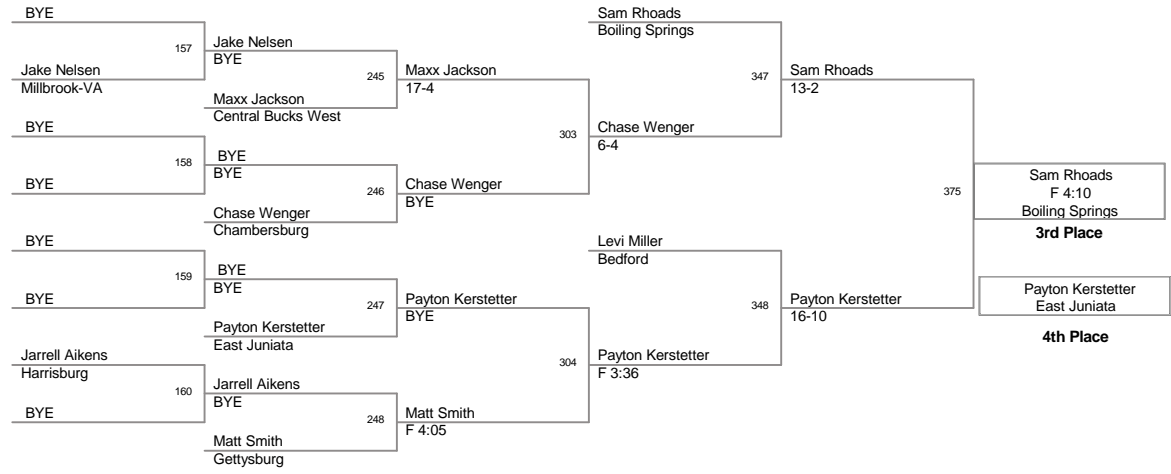 BYE
157
Jake Nelsen
Millbrook-VA
BYE
158
BYE
BYE
159
BYE
Jarrell Aikens
Harrisburg
160
BYE
Jake Nelsen
BYE
245
Maxx Jackson
Central Bucks West
BYE
BYE
246
Chase Wenger
Chambersburg
BYE
BYE
247
Payton Kerstetter
East Juniata
Jarrell Aikens
BYE
248
Matt Smith
Gettysburg
Maxx Jackson
17-4
303
Chase Wenger
BYE
Payton Kerstetter
BYE
304
Matt Smith
F 4:05
Sam Rhoads
Boiling Springs
347
Chase Wenger
6-4
Levi Miller
Bedford
348
Payton Kerstetter
F 3:36
Sam Rhoads
13-2
375
Payton Kerstetter
16-10
Sam Rhoads
F 4:10
Boiling Springs
3rd Place
Payton Kerstetter
East Juniata
4th Place